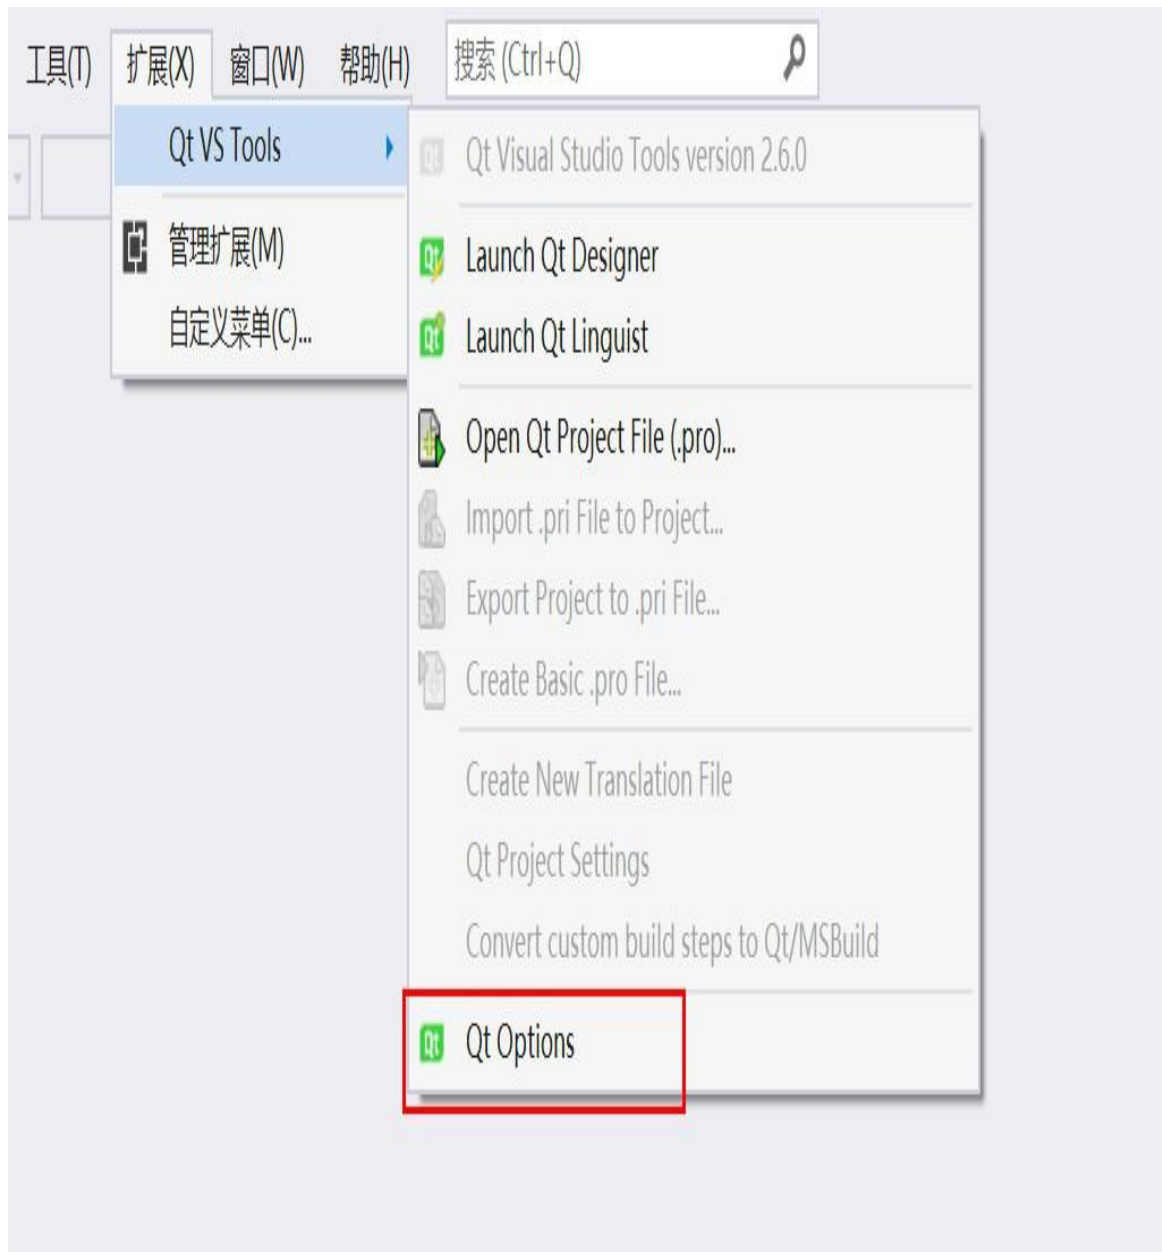 工具(T) 扩展(X) 窗口(W) 帮助(H) 搜索 (Ctrl+Q)
Qt VS Tools
管理扩展(M)
自定义菜单(C)...
Qt Visual Studio Tools version 2.6.0
Launch Qt Designer
Launch Qt Linguist
Open Qt Project File (.pro)...
Import .pri File to Project...
Export Project to .pri File...
Create Basic .pro File...
Create New Translation File
Qt Project Settings
Convert custom build steps to Qt/MSBuild
Qt Options